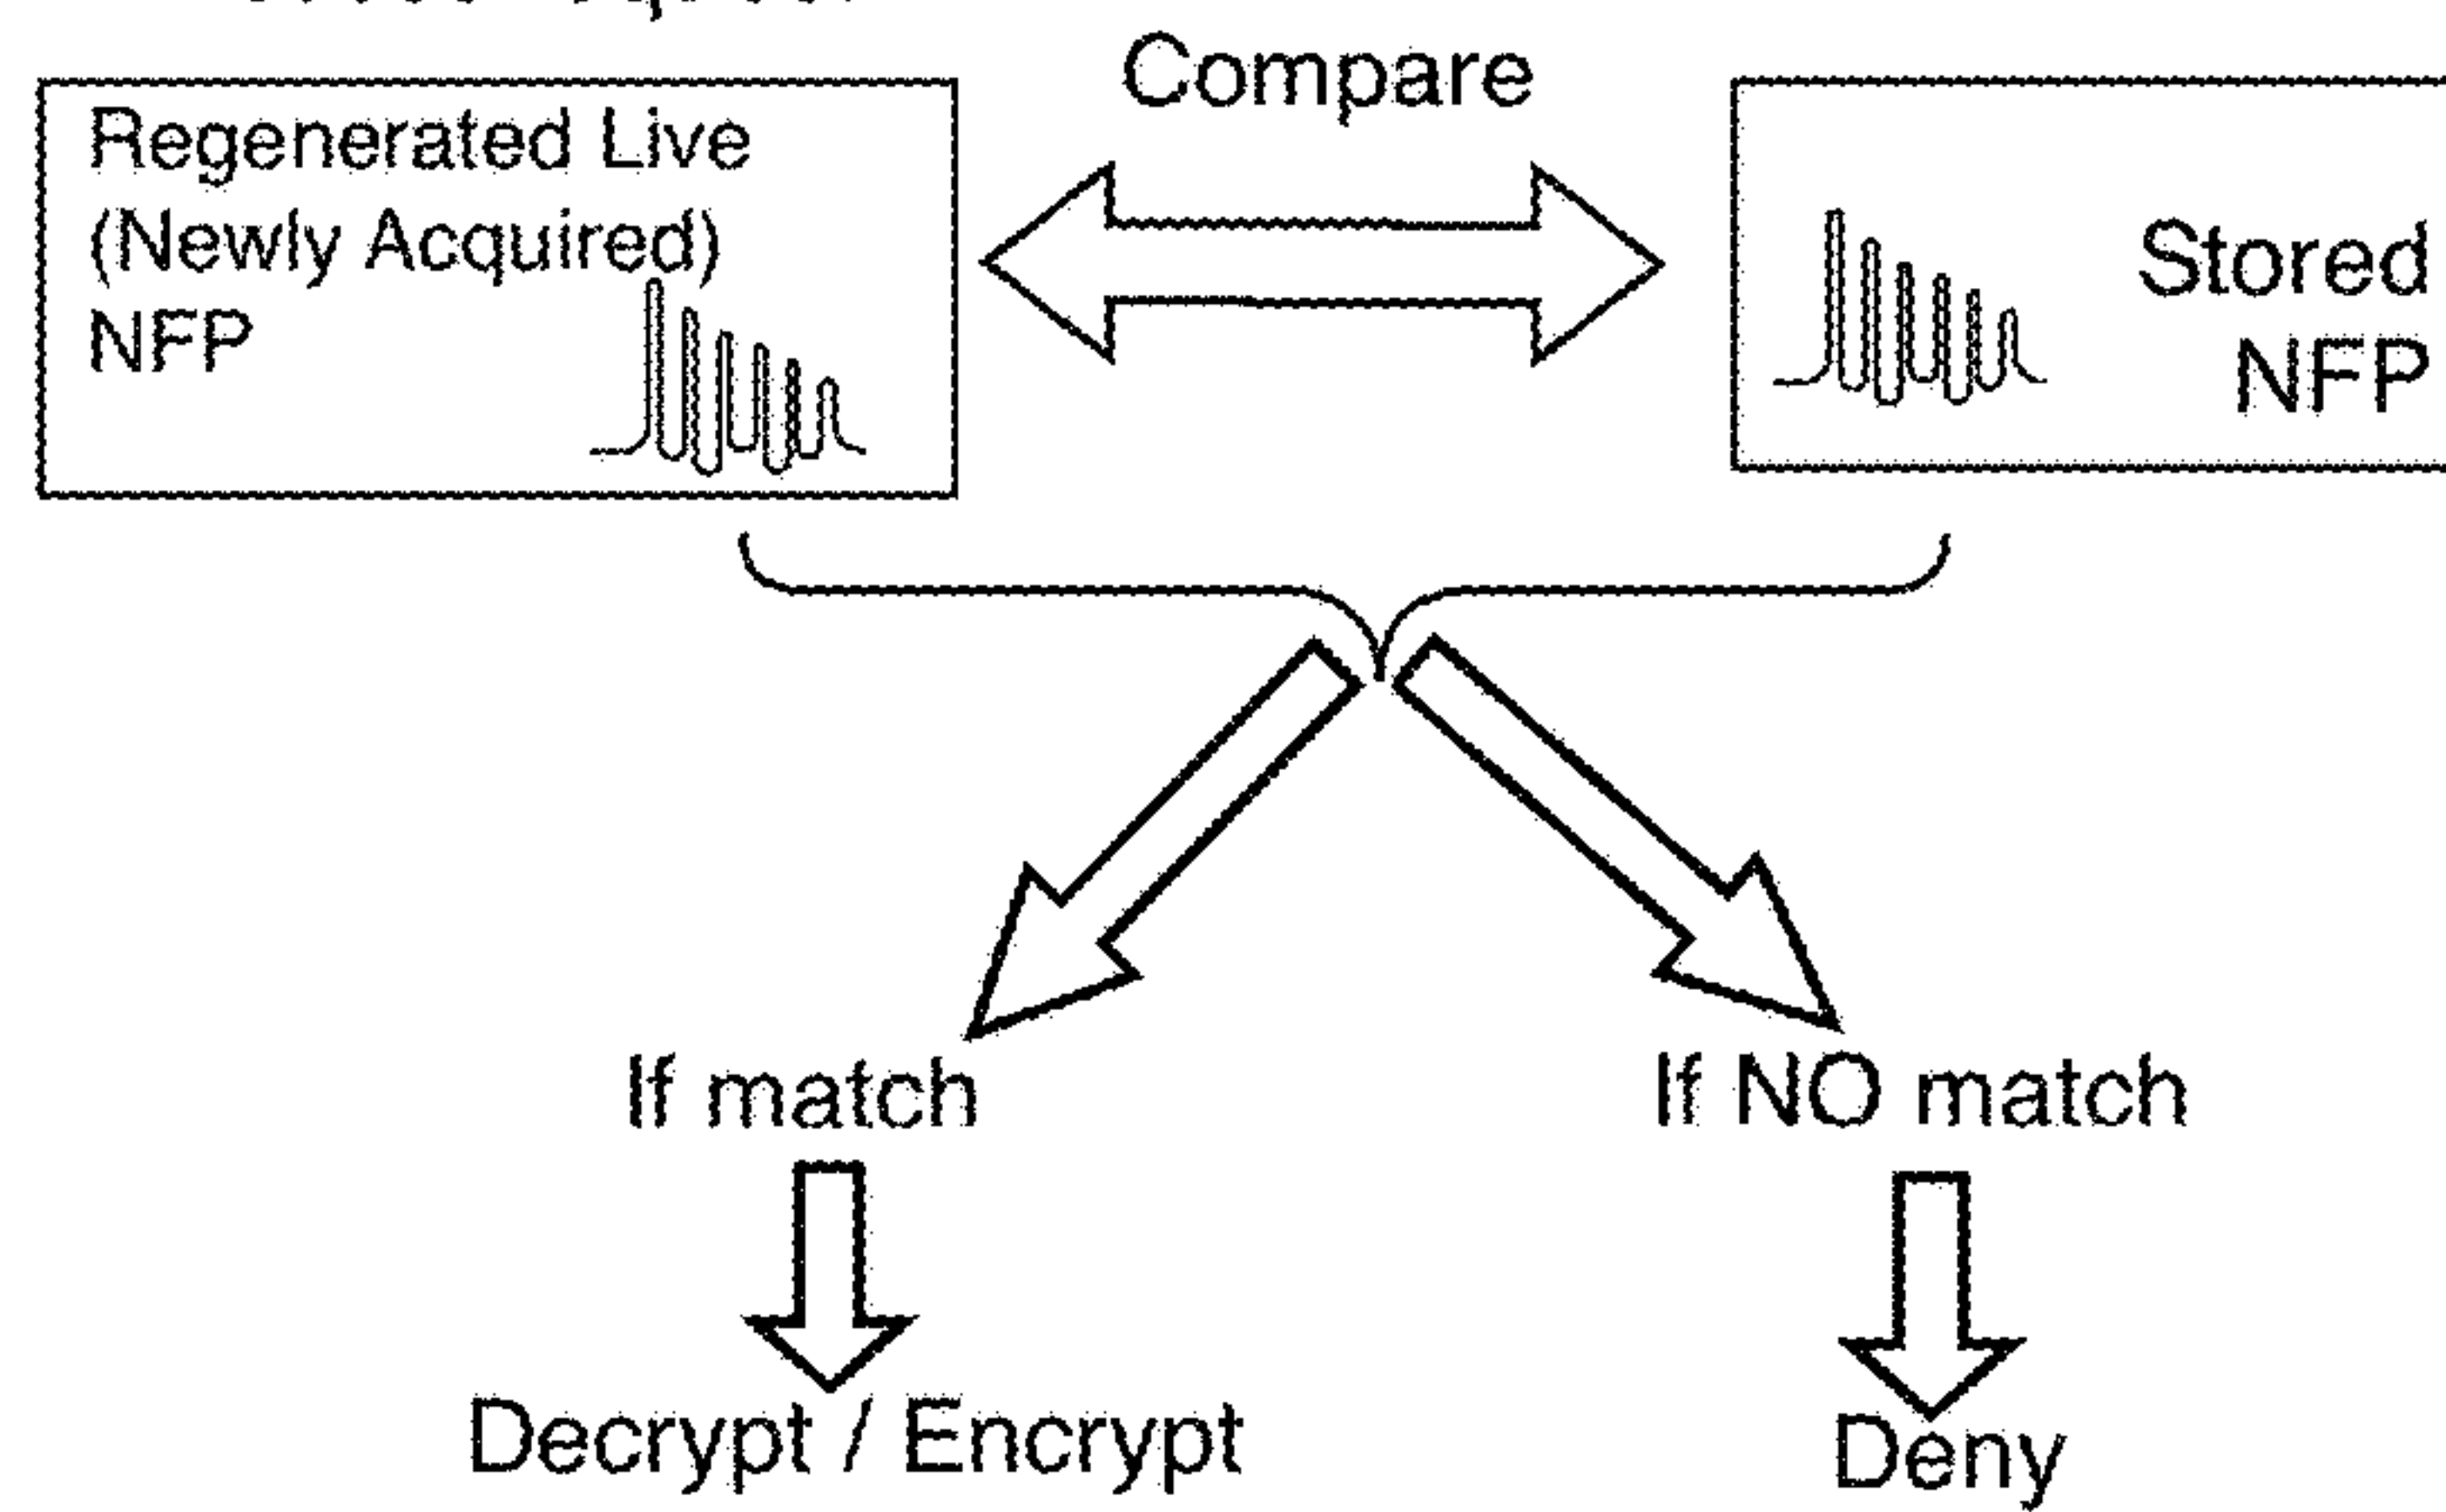 Compare
Regenerated Live
(Newly Acquired)
NFP
Stored
NFP
If match
If NO match
Decrypt / Encrypt
Deny